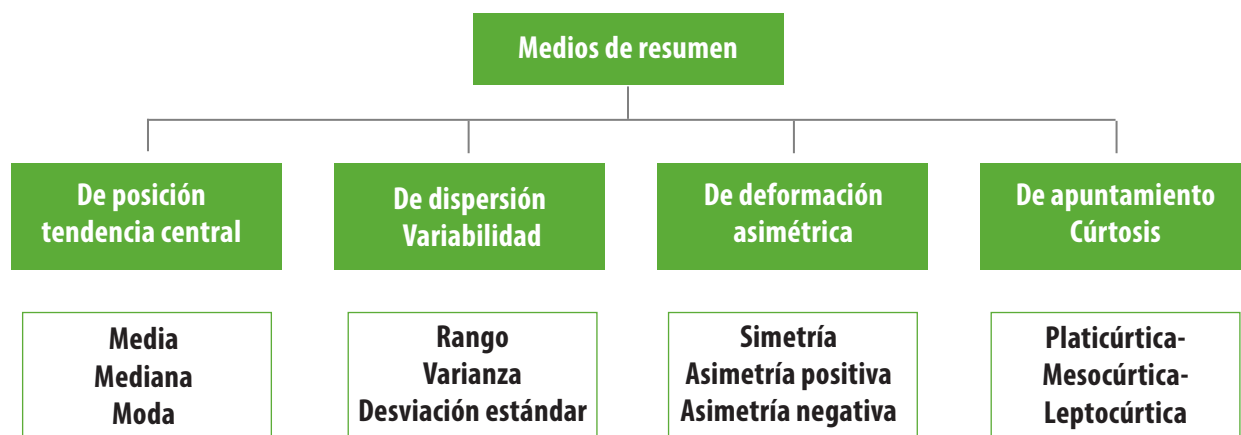 Medios de resumen
De posición
tendencia central
De dispersión
Variabilidad
De deformación
asimétrica
De apuntamiento
Cúrtosis
Media
Mediana
Moda
Rango
Varianza
Desviación estándar
Simetría
Asimetría positiva
Asimetría negativa
Platicúrtica-
Mesocúrtica-
Leptocúrtica